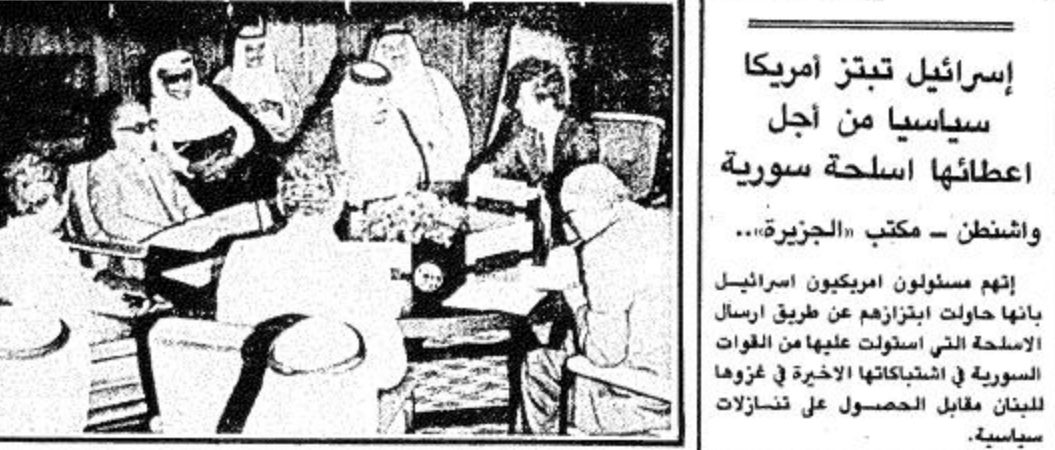 إسرائيل تبتز أمريكا
سياسيا من أجل
اعطائها اسلحة سورية
واشنطن ـ مكتب «الجزيرة»..
إتهم مسئولون امريكيون اسرائيل
بانها حاولت ابتزازهم عن طريق ارسال
الاسلحة التي استولت عليها من القوات
السورية في اشتباكاتها الاخيرة في غزوها
للبنان مقابل الحصول على تنازلات
سياسية.